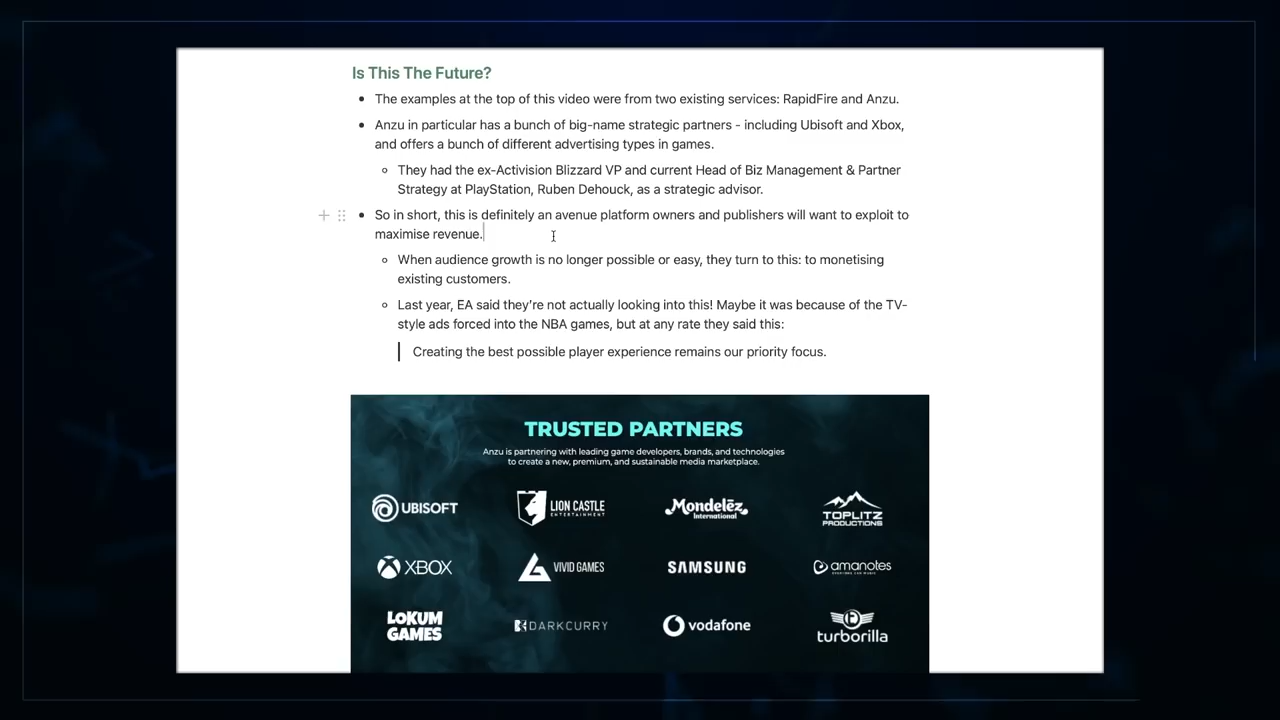 Is This The Future?
The examples at the top of this video were from two existing services: RapidFire and Anzu.
Anzu in particular has a bunch of big-name strategic partners - including Ubisoft and Xbox,
and offers a bunch of different advertising types in games.
They had the ex-Activision Blizzard VP and current Head of Biz Management & Partner
Strategy at PlayStation, Ruben Dehouck, as a strategic advisor.
So in short, this is definitely an avenue platform owners and publishers will want to exploit to
maximise revenue.
When audience growth is no longer possible or easy, they turn to this: to monetising
existing customers.
Last year, EA said they're not actually looking into this! Maybe it was because of the TV-
style ads forced into the NBA games, but at any rate they said this:
Creating the best possible player experience remains our priority focus.
TRUSTED PARTNERS
Anzu is partnering with leading game developers, brands, and technologies
to create a new, premium, and sustainable media marketplace.
UBISOFT
LION CASTLE
ENTERTAINMENT
Mondelēz
International
TOPLITZ
PRODUCTIONS
XBOX
VIVID GAMES
SAMSUNG
amanotes
LOKUM
GAMES
DARKCURRY
vodafone
turborilla